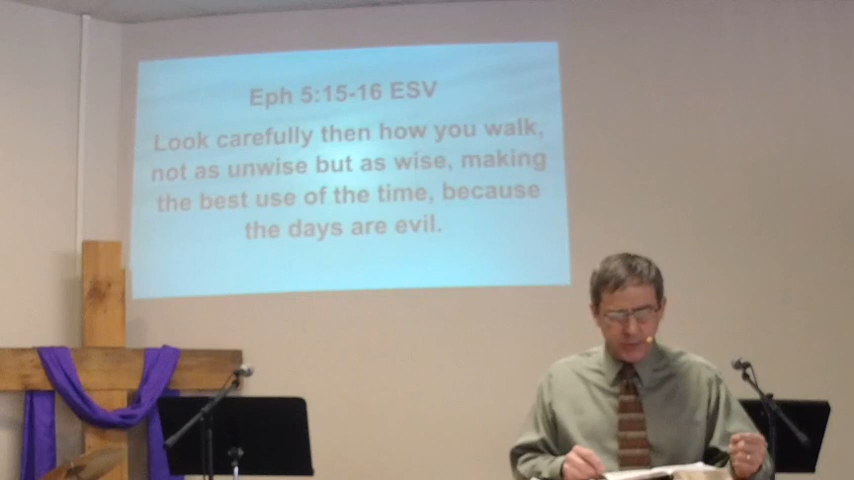 Eph 5:15-16 ESV
Look carefully then how you walk,
not as unwise but as wise, making
the best use of the time, because
the days are evil.